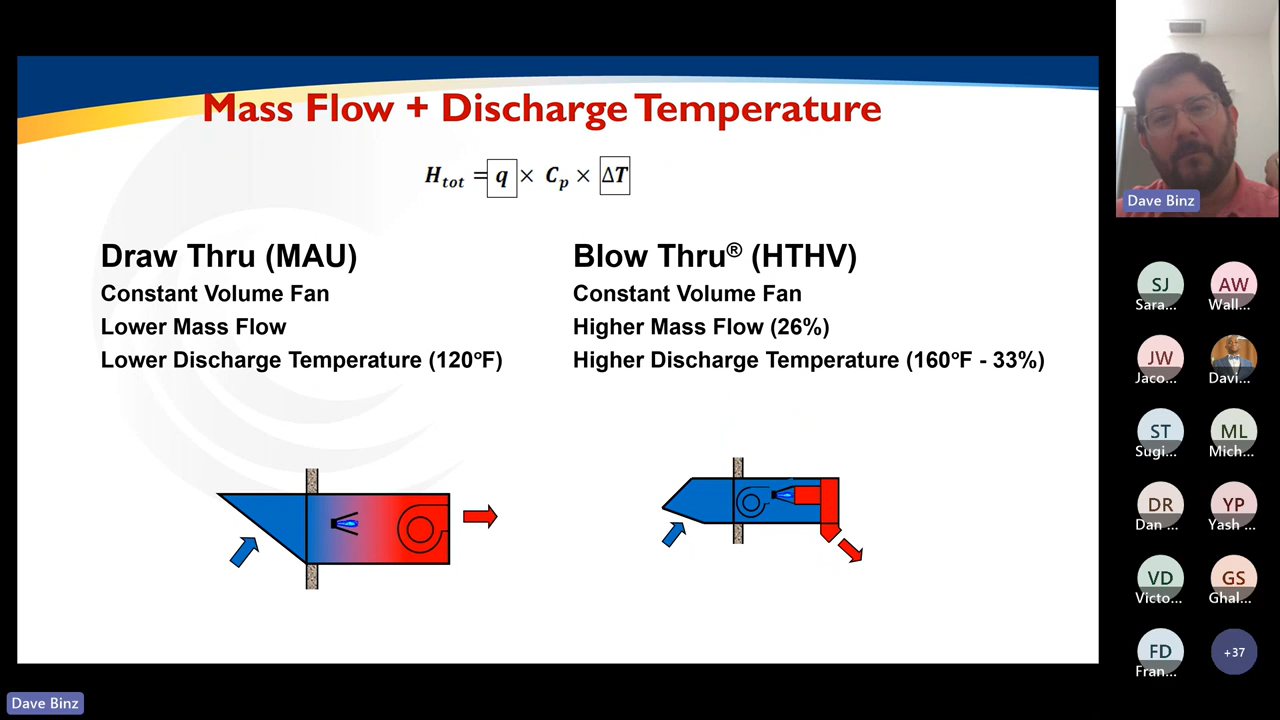 Mass Flow + Discharge Temperature
H_tot = q × C_p × ΔT
Draw Thru (MAU)
Constant Volume Fan
Lower Mass Flow
Lower Discharge Temperature (120°F)
Blow Thru® (HTHV)
Constant Volume Fan
Higher Mass Flow (26%)
Higher Discharge Temperature (160°F - 33%)
Dave Binz
SJ
Sara...
AW
Wall...
JW
Jaco...
Davi...
ST
Sugi...
ML
Mich...
DR
Dan ...
YP
Yash ...
VD
Victo...
GS
Ghal...
FD
Fran...
+37
Dave Binz